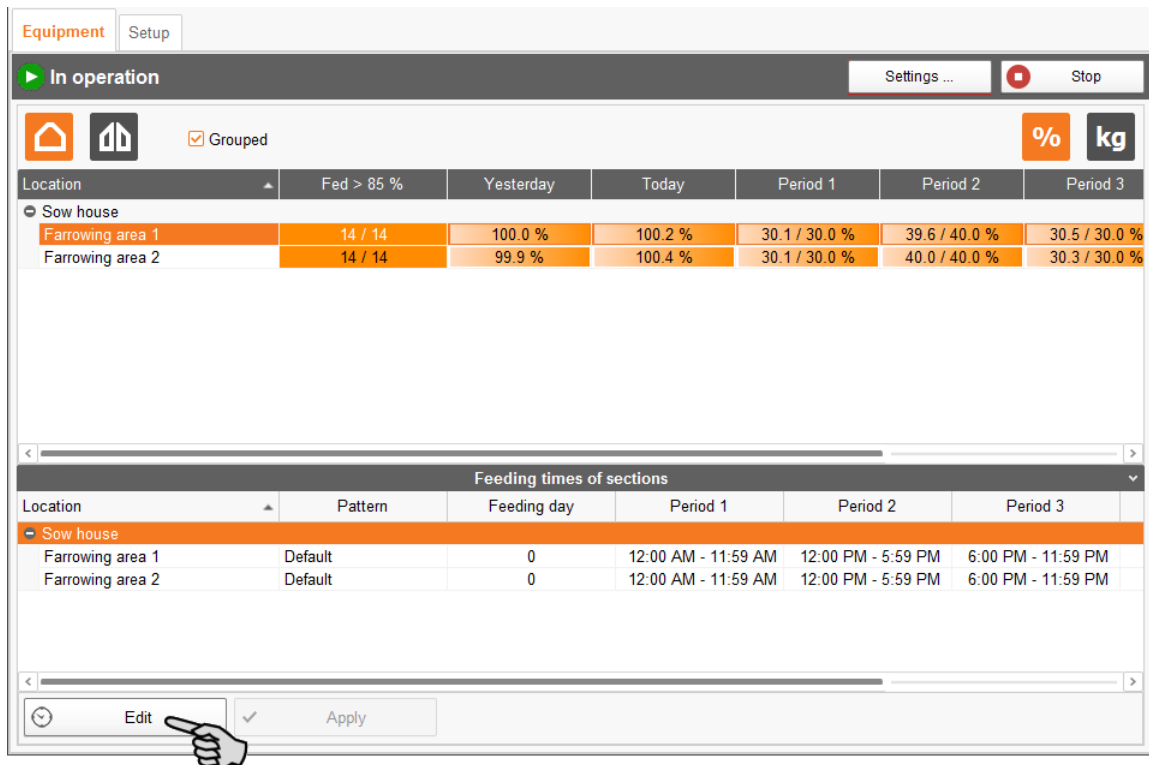 Equipment Setup
In operation Settings ... Stop
Grouped % kg
Location Fed > 85 % Yesterday Today Period 1 Period 2 Period 3
Sow house
Farrowing area 1 14 / 14 100.0 % 100.2 % 30.1 / 30.0 % 39.6 / 40.0 % 30.5 / 30.0 %
Farrowing area 2 14 / 14 99.9 % 100.4 % 30.1 / 30.0 % 40.0 / 40.0 % 30.3 / 30.0 %
Feeding times of sections
Location Pattern Feeding day Period 1 Period 2 Period 3
Sow house
Farrowing area 1 Default 0 12:00 AM - 11:59 AM 12:00 PM - 5:59 PM 6:00 PM - 11:59 PM
Farrowing area 2 Default 0 12:00 AM - 11:59 AM 12:00 PM - 5:59 PM 6:00 PM - 11:59 PM
Edit Apply